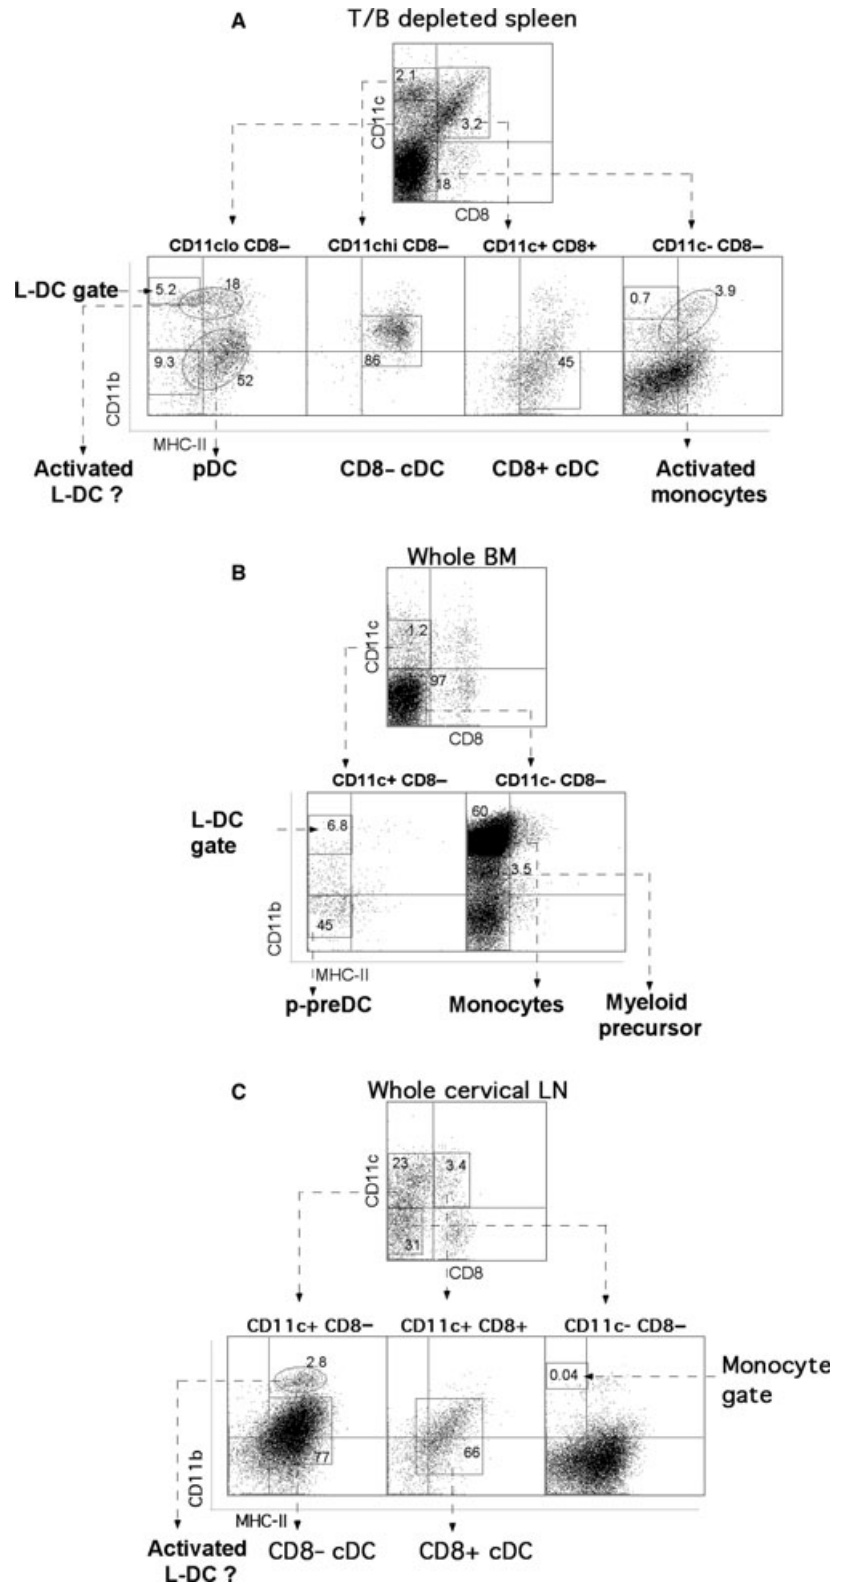 A
T/B depleted spleen
CD11c
2.1
3.2
18
CD8
CD11clo CD8–
CD11chi CD8–
CD11c+ CD8+
CD11c- CD8–
L-DC gate
5.2
18
9.3
52
86
45
0.7
3.9
CD11b
MHC-II
Activated
L-DC ?
pDC
CD8– cDC
CD8+ cDC
Activated
monocytes
B
Whole BM
CD11c
1.2
97
CD8
CD11c+ CD8–
CD11c- CD8–
L-DC
gate
6.8
45
60
3.5
CD11b
MHC-II
p-preDC
Monocytes
Myeloid
precursor
C
Whole cervical LN
CD11c
23
3.4
31
CD8
CD11c+ CD8–
CD11c+ CD8+
CD11c- CD8–
2.8
77
66
0.04
Monocyte
gate
CD11b
MHC-II
Activated
L-DC ?
CD8– cDC
CD8+ cDC